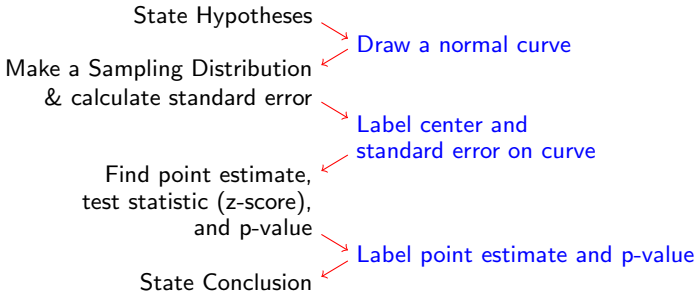 State Hypotheses
Draw a normal curve
Make a Sampling Distribution
& calculate standard error
Label center and
standard error on curve
Find point estimate,
test statistic (z-score),
and p-value
Label point estimate and p-value
State Conclusion